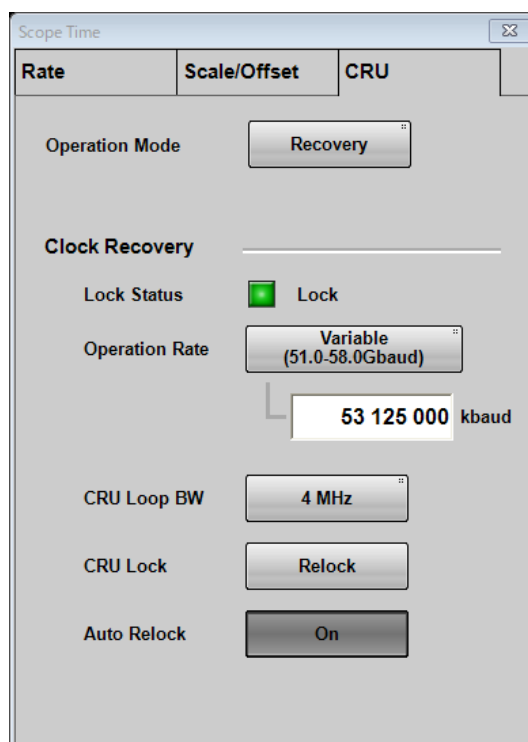 Scope Time
Rate Scale/Offset CRU
Operation Mode Recovery
Clock Recovery
Lock Status Lock
Operation Rate Variable
(51.0-58.0Gbaud)
53 125 000 kbaud
CRU Loop BW 4 MHz
CRU Lock Relock
Auto Relock On